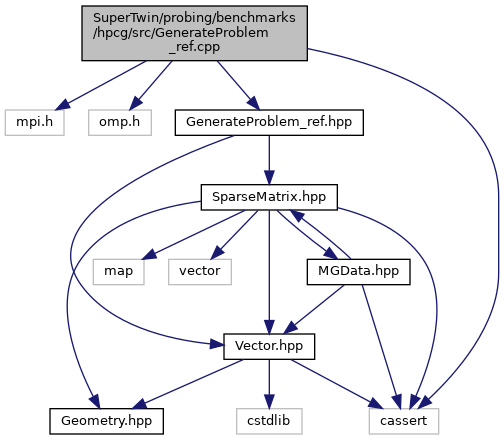 SuperTwin/probing/benchmarks
/hpcg/src/GenerateProblem
_ref.cpp
mpi.h
omp.h
GenerateProblem_ref.hpp
SparseMatrix.hpp
map
vector
MGData.hpp
Vector.hpp
Geometry.hpp
cstdlib
cassert